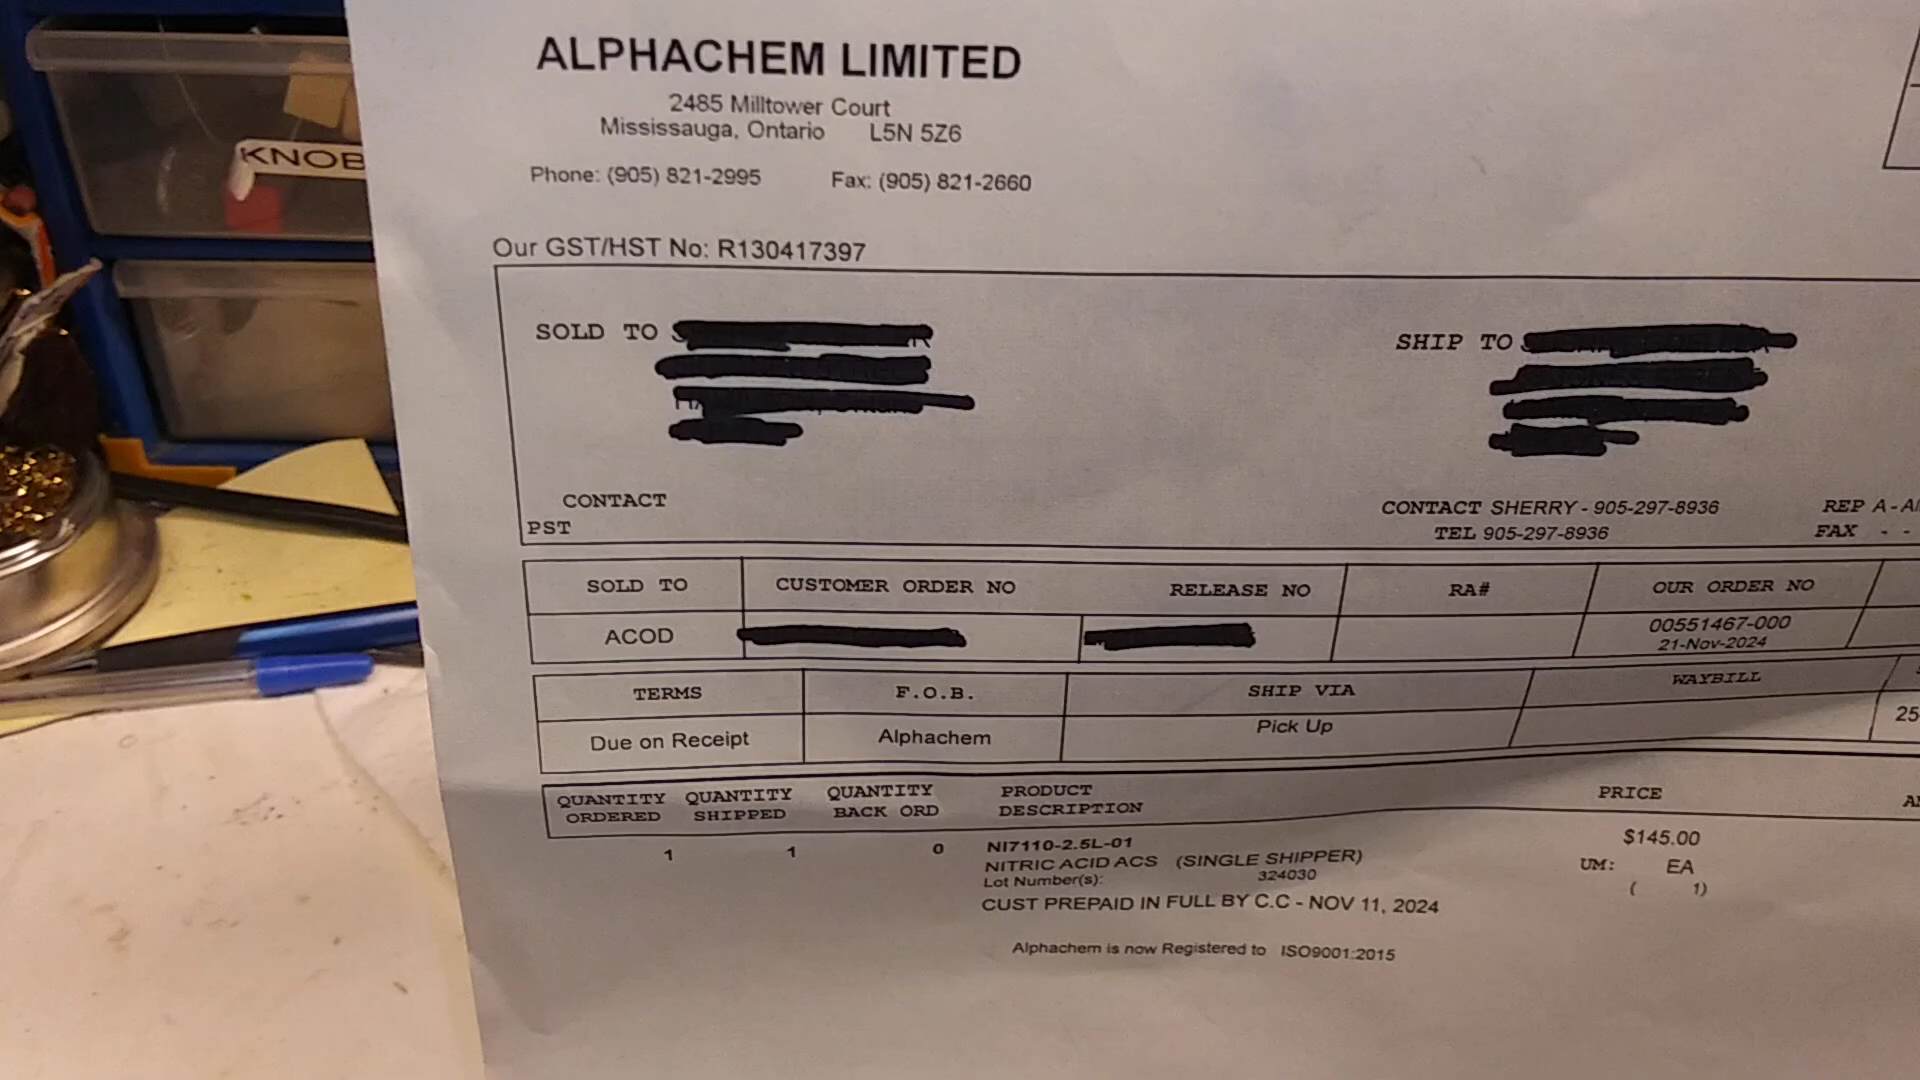 ALPHACHEM LIMITED
2485 Milltower Court
Mississauga, Ontario L5N 5Z6
Phone: (905) 821-2995 Fax: (905) 821-2660
KNOB
Our GST/HST No: R130417397
SOLD TO SHIP TO
CONTACT CONTACT SHERRY - 905-297-8936 REP A -
PST TEL 905-297-8936 FAX - -
SOLD TO CUSTOMER ORDER NO RELEASE NO RA# OUR ORDER NO
ACOD 00551467-000
21-Nov-2024
TERMS F.O.B. SHIP VIA WAYBILL
Due on Receipt Alphachem Pick Up 25
QUANTITY QUANTITY QUANTITY PRODUCT PRICE
ORDERED SHIPPED BACK ORD DESCRIPTION
1 1 0 NI7110-2.5L-01 $145.00
NITRIC ACID ACS (SINGLE SHIPPER) UM: EA
Lot Number(s): 324030 ( 1)
CUST PREPAID IN FULL BY C.C - NOV 11, 2024
Alphachem is now Registered to ISO9001:2015